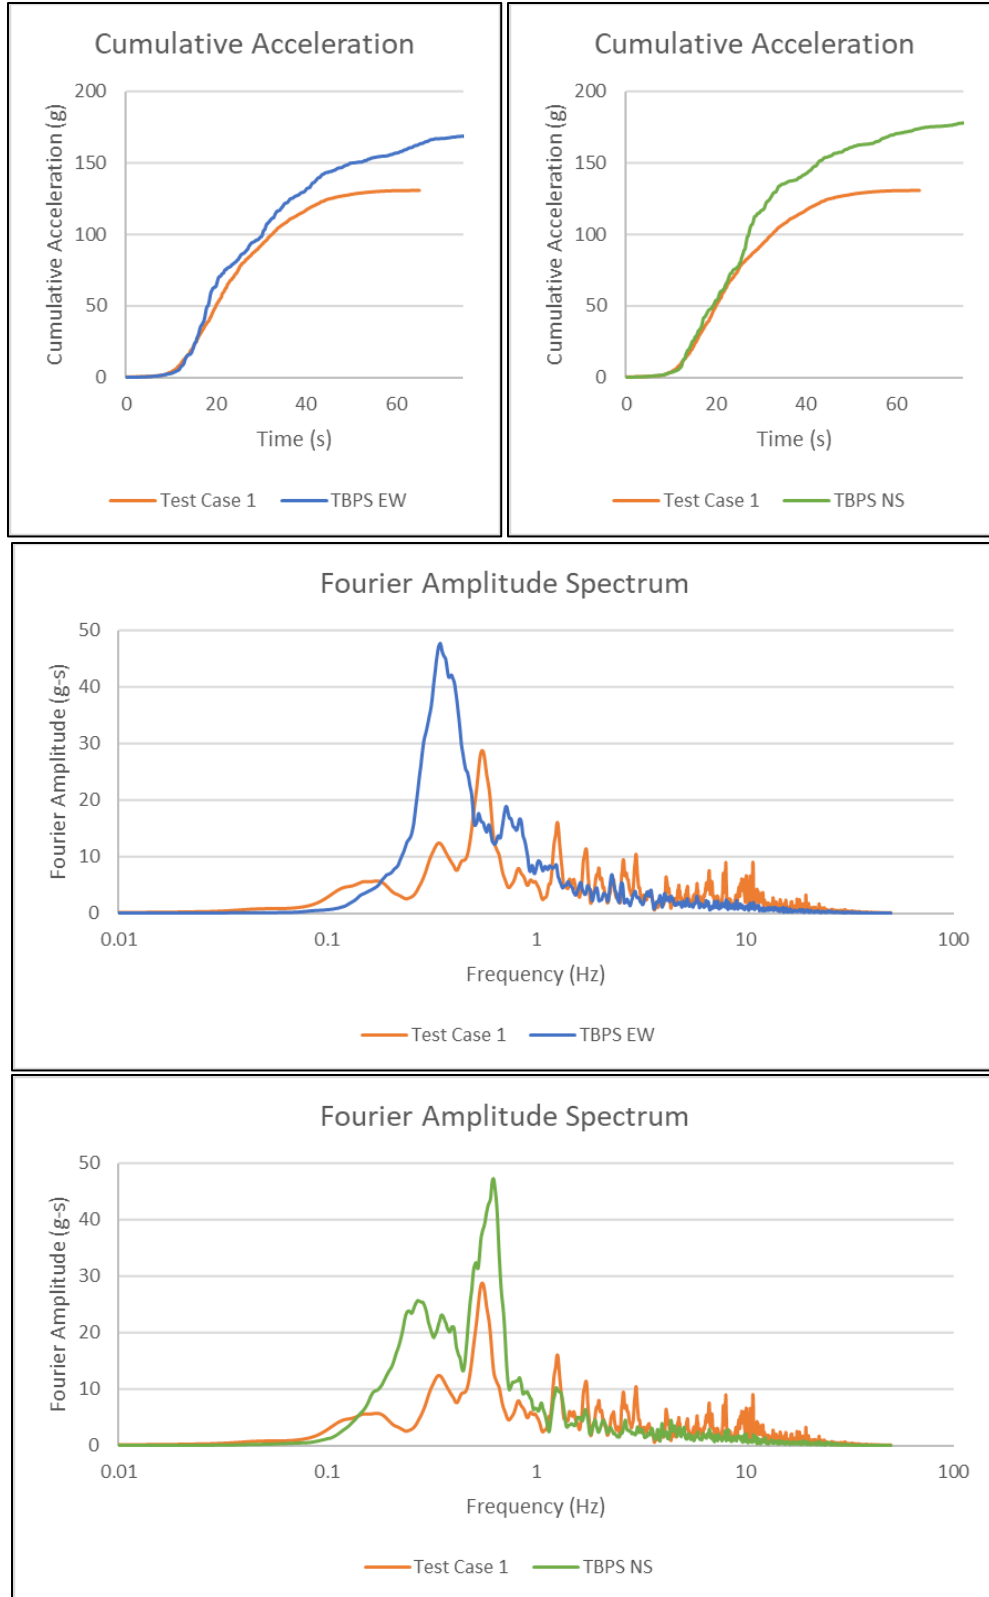 Cumulative Acceleration
Cumulative Acceleration (g)
200
150
100
50
0
0 20 40 60
Time (s)
Test Case 1 TBPS EW
Cumulative Acceleration
Cumulative Acceleration (g)
200
150
100
50
0
0 20 40 60
Time (s)
Test Case 1 TBPS NS
Fourier Amplitude Spectrum
Fourier Amplitude (g-s)
50
40
30
20
10
0
0.01 0.1 1 10 100
Frequency (Hz)
Test Case 1 TBPS EW
Fourier Amplitude Spectrum
Fourier Amplitude (g-s)
50
40
30
20
10
0
0.01 0.1 1 10 100
Frequency (Hz)
Test Case 1 TBPS NS